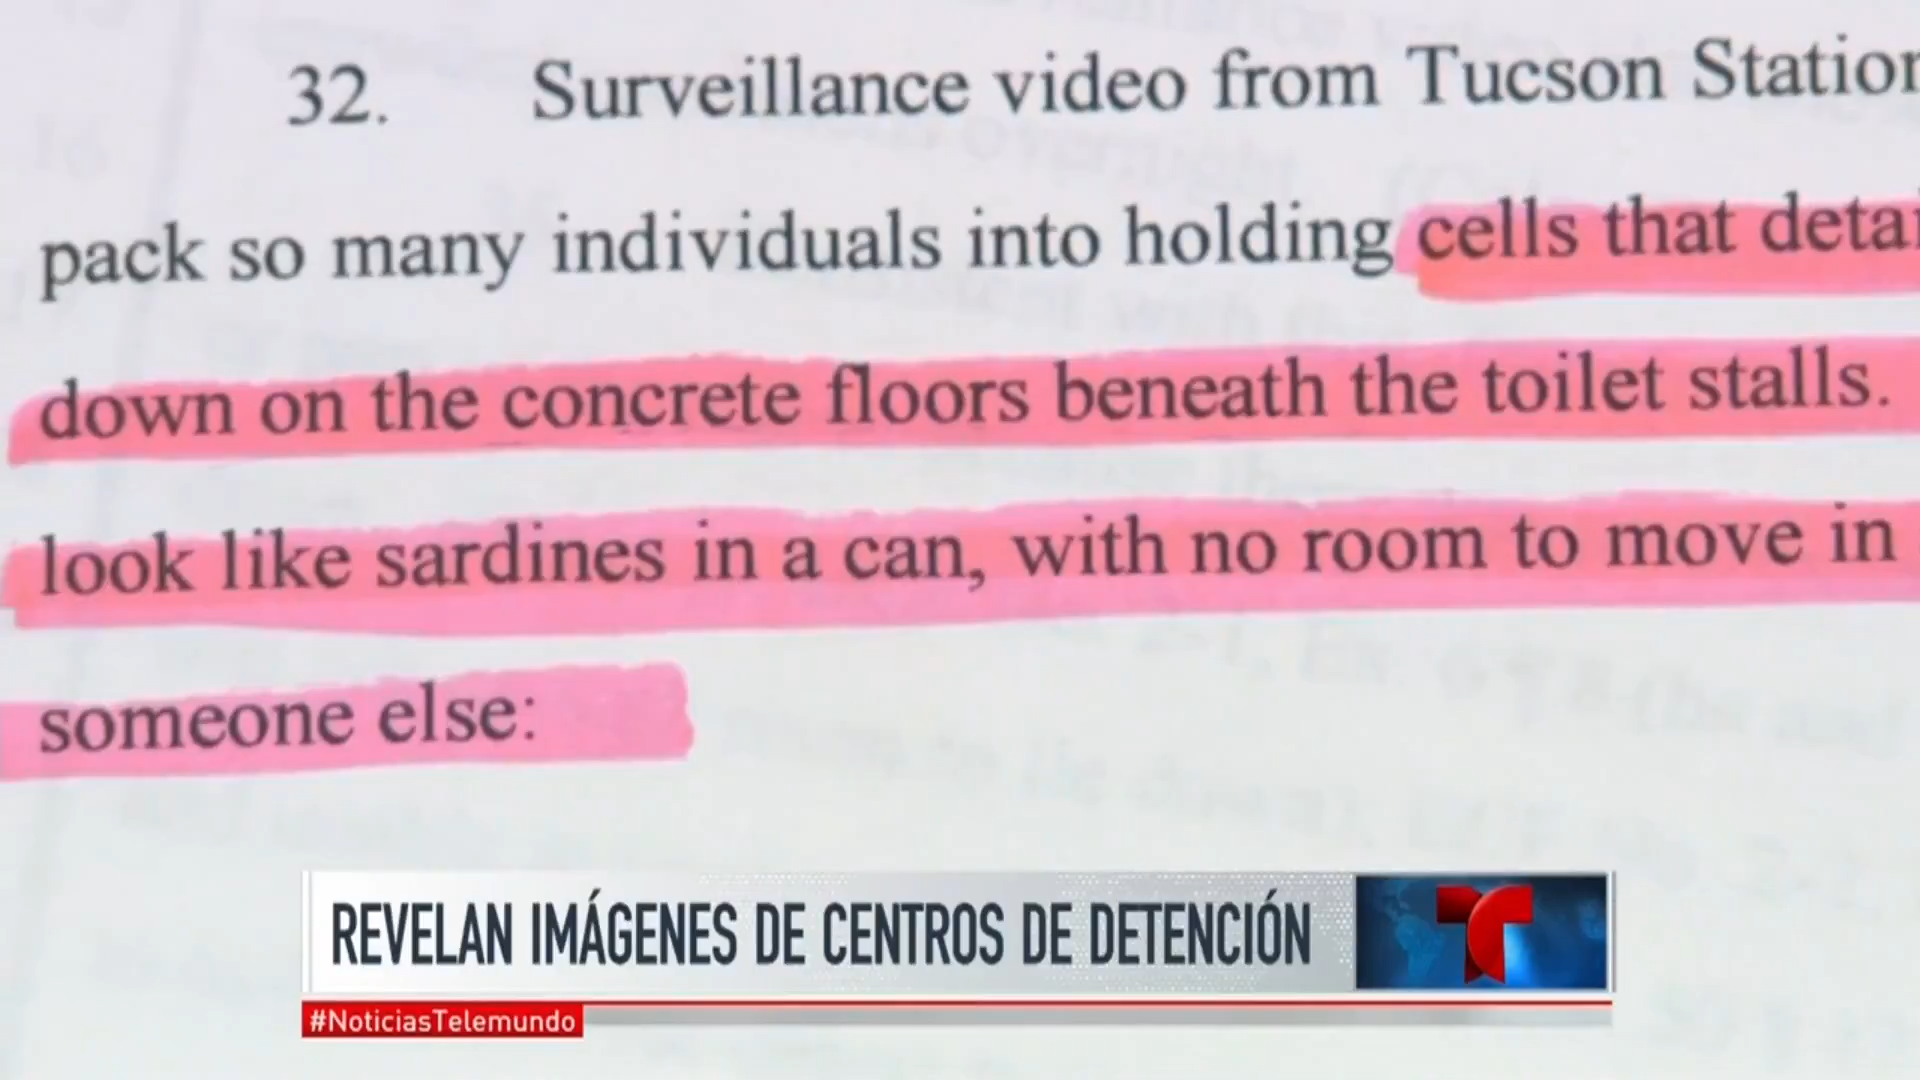 32. Surveillance video from Tucson Station
pack so many individuals into holding cells that
down on the concrete floors beneath the toilet stalls.
look like sardines in a can, with no room to move in
someone else:
REVELAN IMÁGENES DE CENTROS DE DETENCIÓN
#NoticiasTelemundo